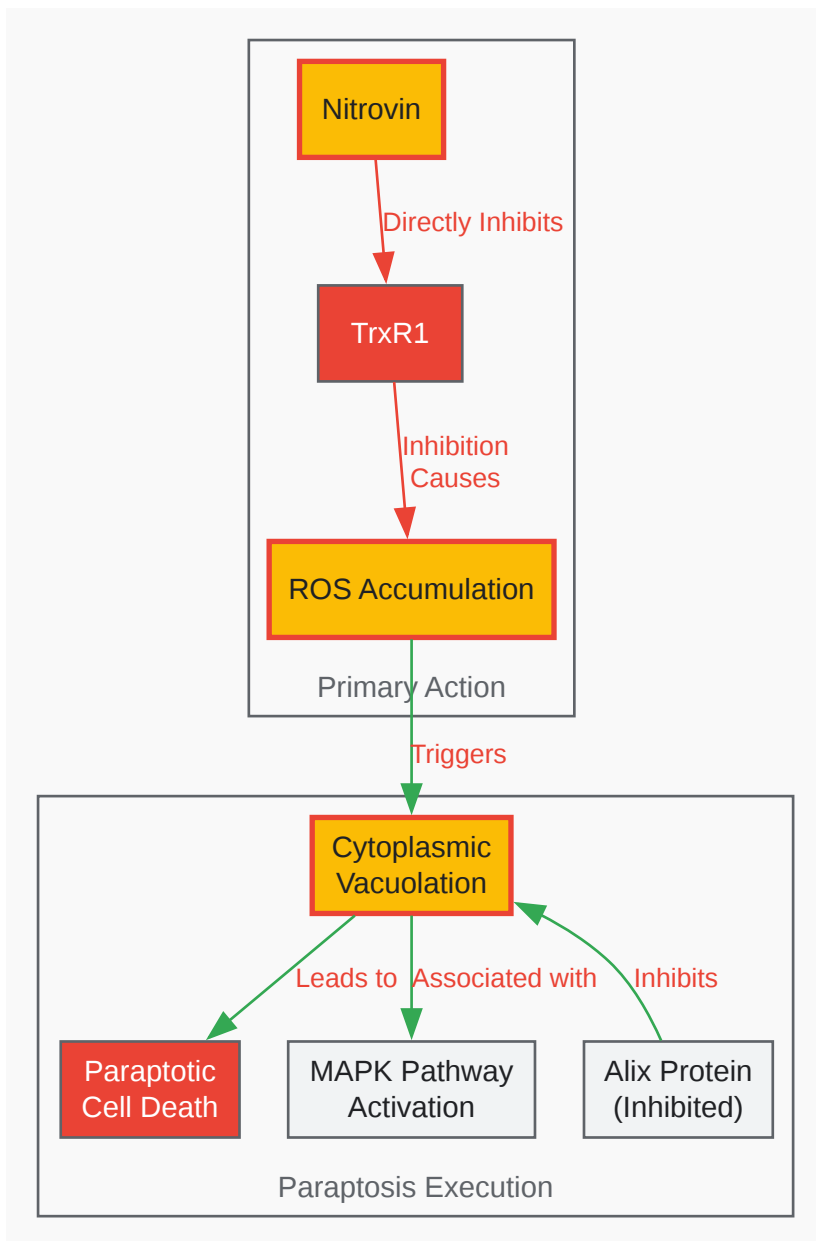 Nitrovin
Directly Inhibits
TrxR1
Inhibition
Causes
ROS Accumulation
Primary Action
Triggers
Cytoplasmic
Vacuolation
Leads to
Associated with
Inhibits
Paraptotic
Cell Death
MAPK Pathway
Activation
Alix Protein
(Inhibited)
Paraptosis Execution